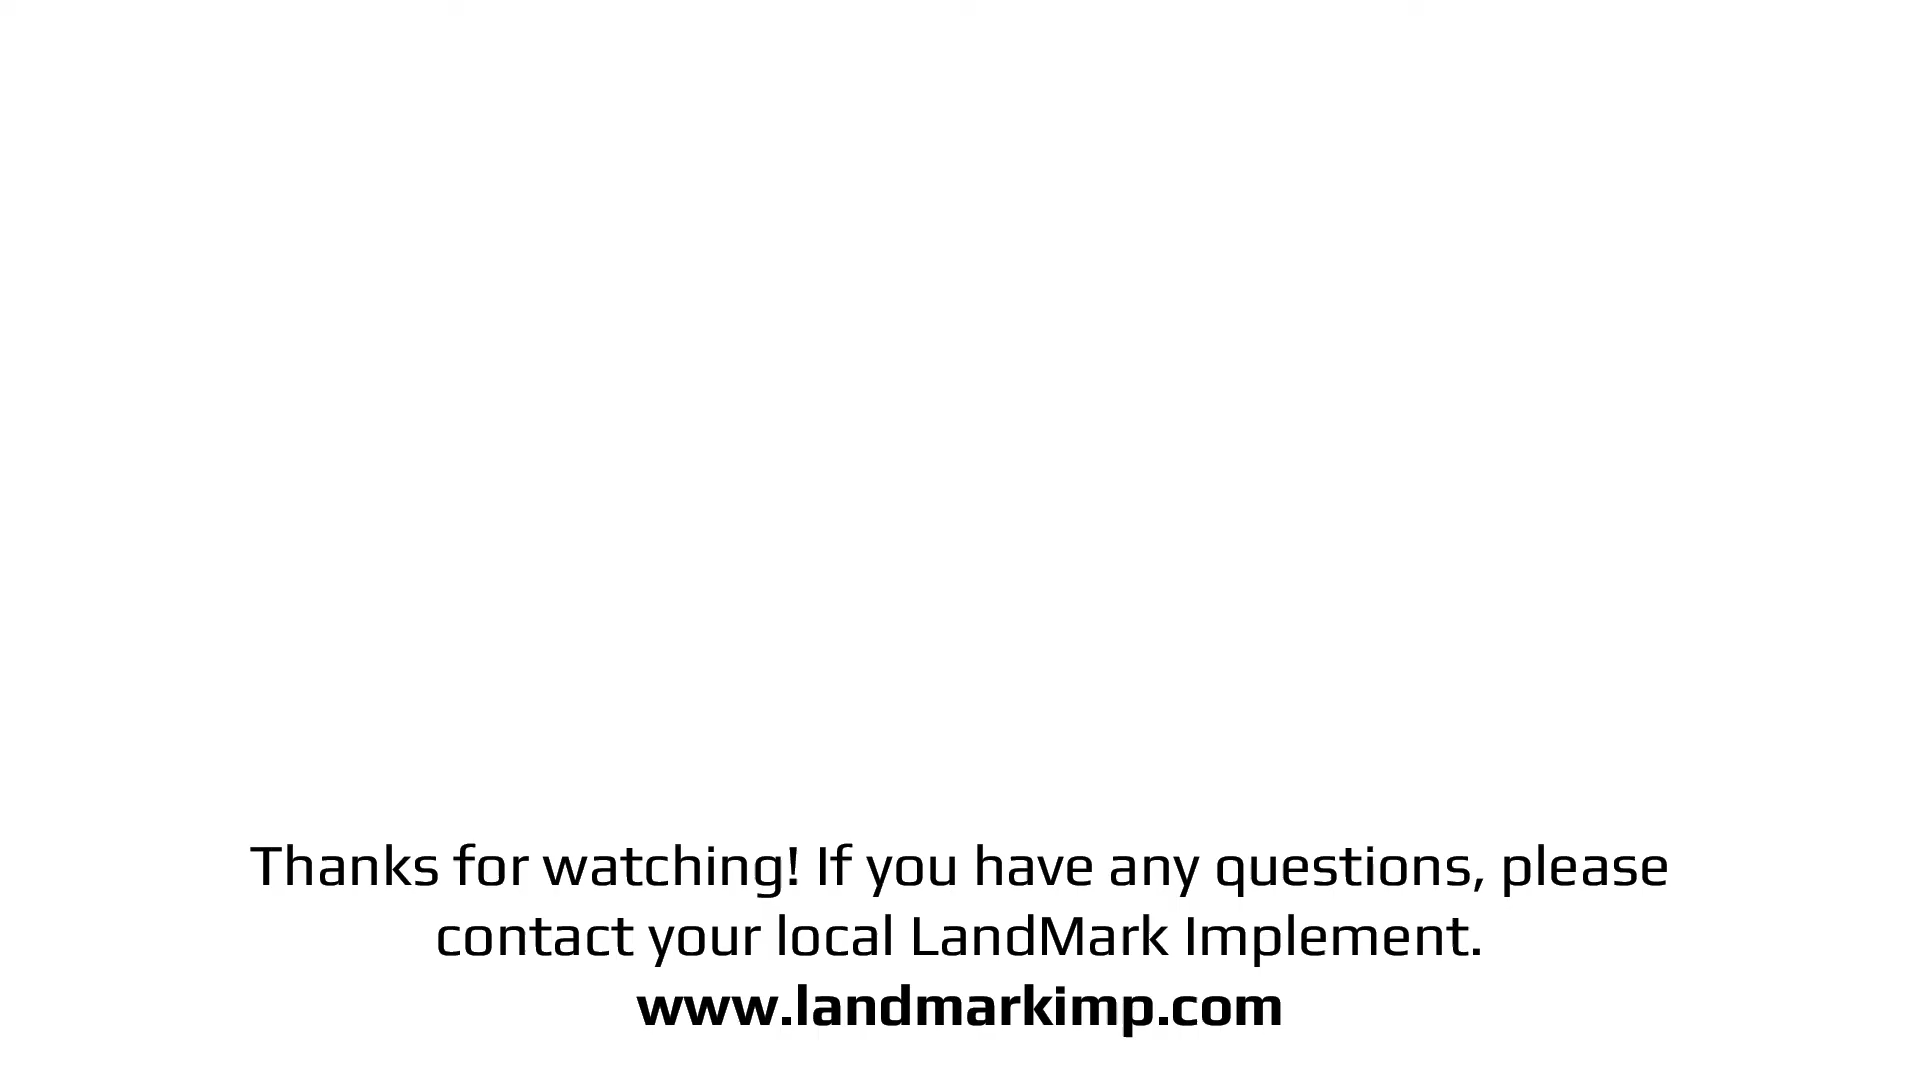 Thanks for watching! If you have any questions, please
contact your local LandMark Implement.
www.landmarkimp.com